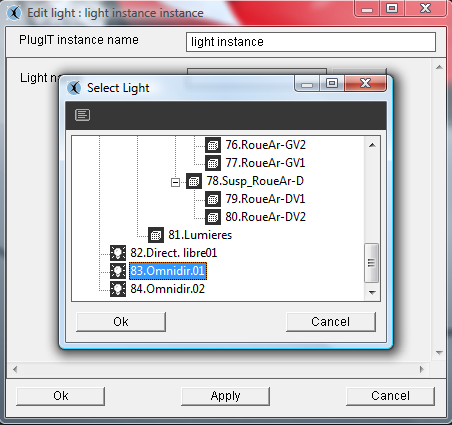 Edit light : light instance instance
PlugIT instance name
light instance
Light n
Select Light
76.RoueAr-GV2
77.RoueAr-GV1
78.Susp_RoueAr-D
79.RoueAr-DV1
80.RoueAr-DV2
81.Lumieres
82.Direct. libre01
83.Omnidir.01
84.Omnidir.02
Ok Cancel
Ok Apply Cancel